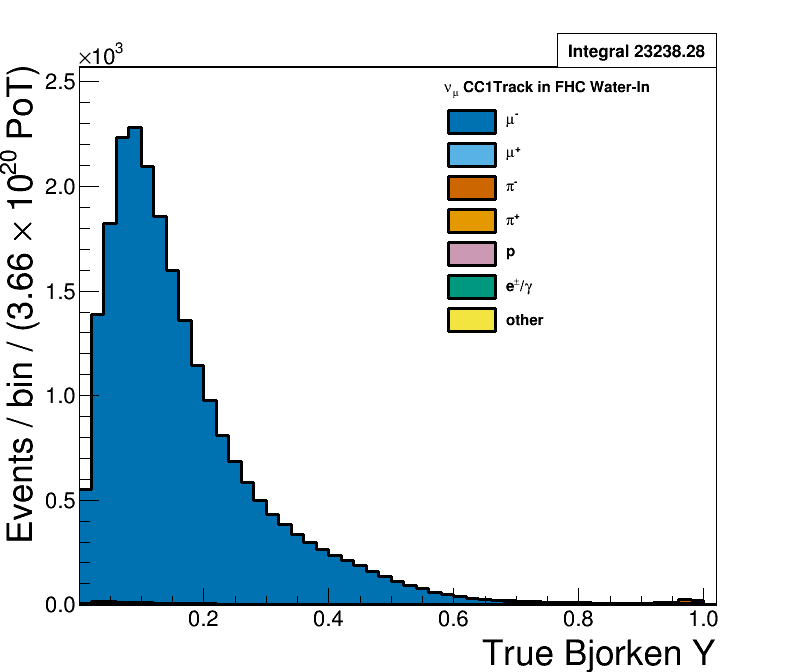 ×10³
Integral 23238.28
ν_μ CC1Track in FHC Water-In
μ⁻
μ⁺
π⁻
π⁺
p
e^±/γ
other
Events / bin / (3.66 × 10²⁰ PoT)
2.5
2.0
1.5
1.0
0.5
0.0
0.2 0.4 0.6 0.8 1.0
True Bjorken Y